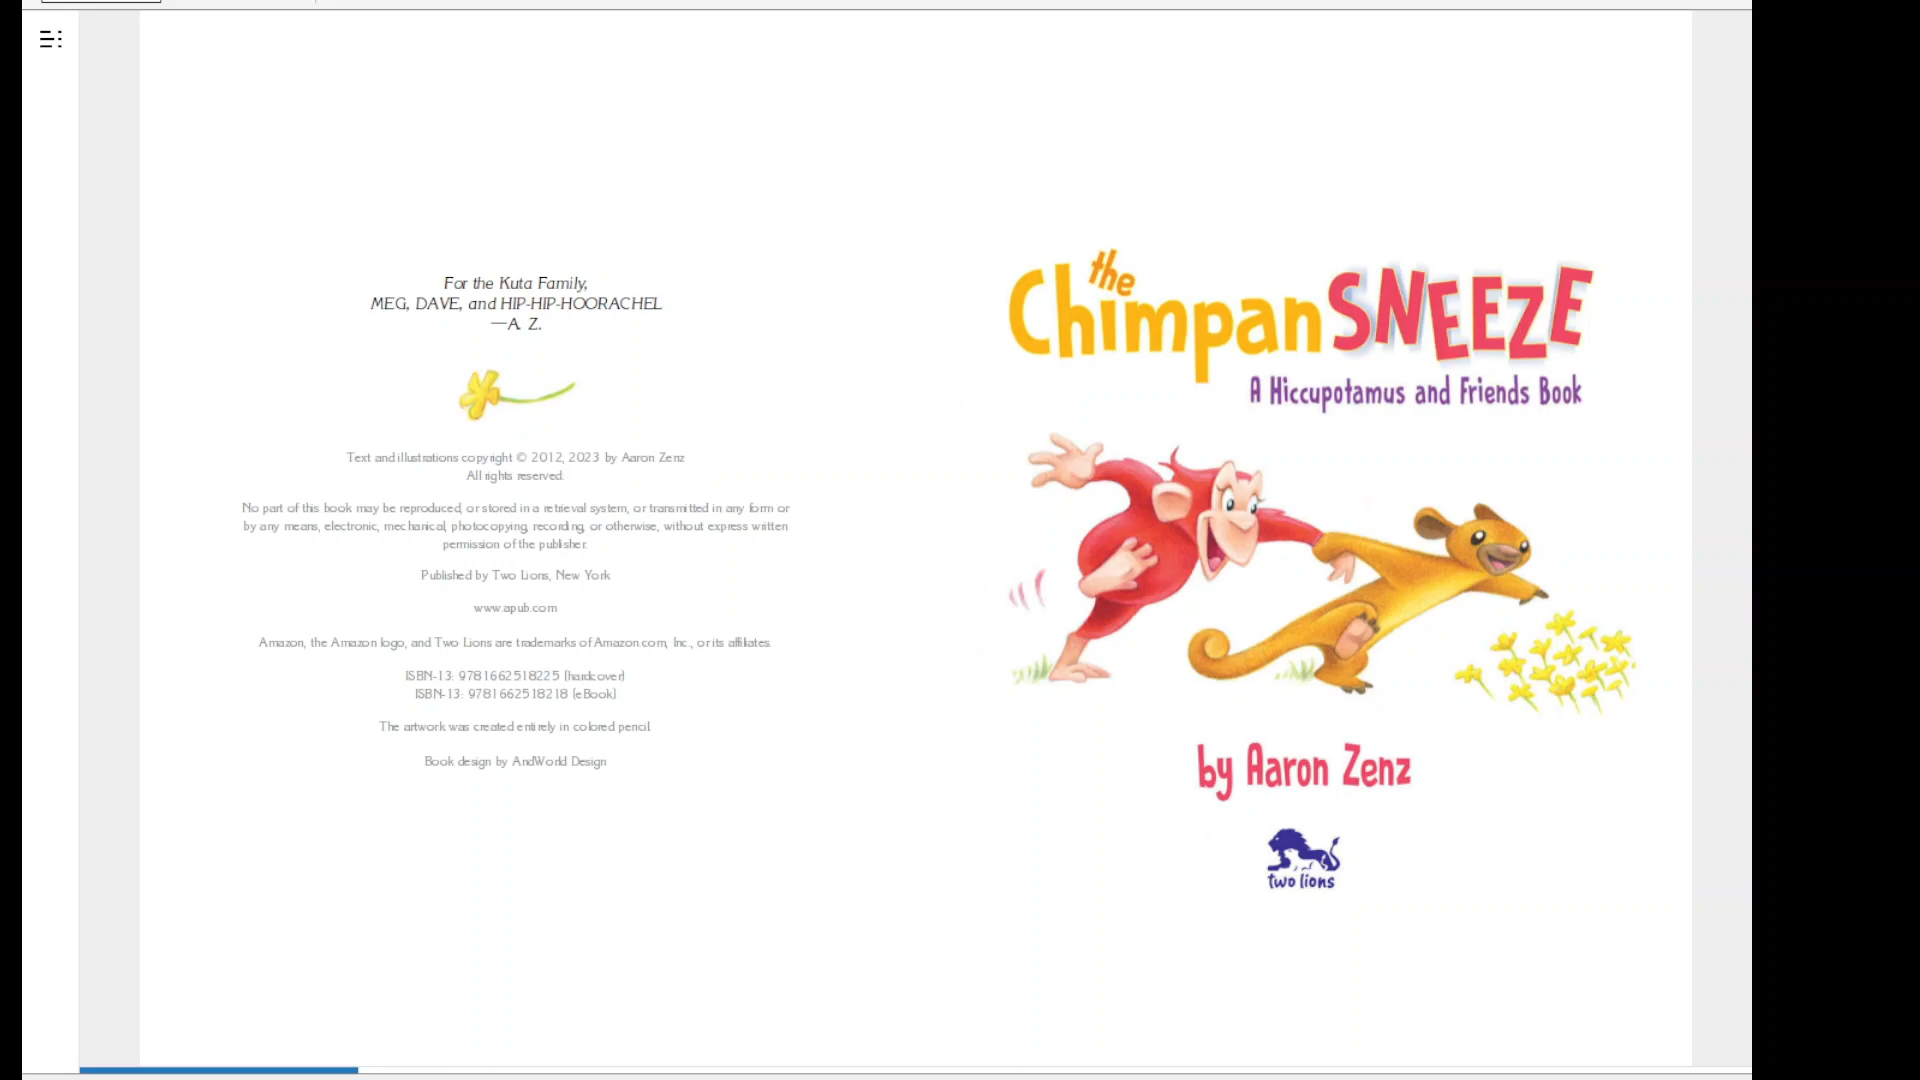 For the Kuta Family,
MEG, DAVE, and HIP-HIP-HOORACHEL
—A. Z.
Text and illustrations copyright © 2012, 2023 by Aaron Zenz
All rights reserved.
No part of this book may be reproduced, or stored in a retrieval system, or transmitted in any form or
by any means, electronic, mechanical, photocopying, recording, or otherwise, without express written
permission of the publisher.
Published by Two Lions, New York
www.apub.com
Amazon, the Amazon logo, and Two Lions are trademarks of Amazon.com, Inc., or its affiliates.
ISBN-13: 9781662518225 (hardcover)
ISBN-13: 9781662518218 (eBook)
The artwork was created entirely in colored pencil.
Book design by AndWorld Design
the
ChimpanSNEEZE
A Hiccupotamus and Friends Book
by Aaron Zenz
two lions